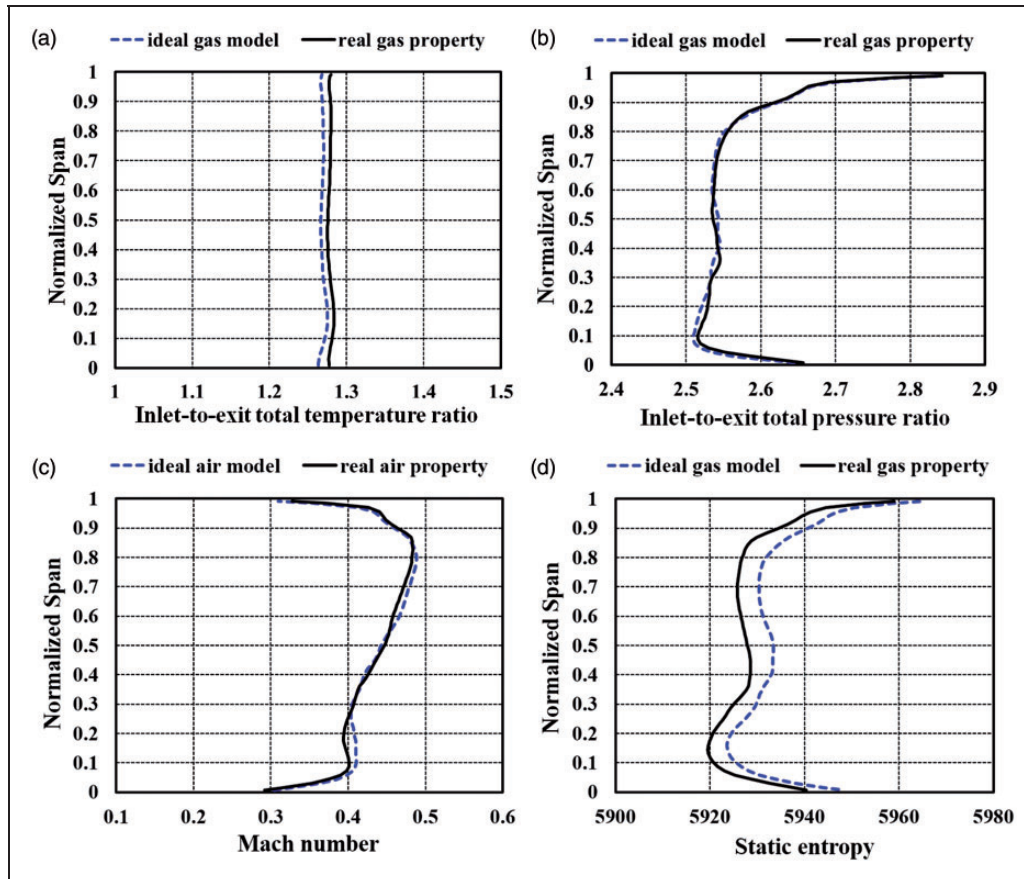 (a)
ideal gas model real gas property
Normalized Span
1
0.9
0.8
0.7
0.6
0.5
0.4
0.3
0.2
0.1
0
1 1.1 1.2 1.3 1.4 1.5
Inlet-to-exit total temperature ratio
(b)
ideal gas model real gas property
Normalized Span
1
0.9
0.8
0.7
0.6
0.5
0.4
0.3
0.2
0.1
0
2.4 2.5 2.6 2.7 2.8 2.9
Inlet-to-exit total pressure ratio
(c)
ideal air model real air property
Normalized Span
1
0.9
0.8
0.7
0.6
0.5
0.4
0.3
0.2
0.1
0
0.1 0.2 0.3 0.4 0.5 0.6
Mach number
(d)
ideal gas model real gas property
Normalized Span
1
0.9
0.8
0.7
0.6
0.5
0.4
0.3
0.2
0.1
0
5900 5920 5940 5960 5980
Static entropy